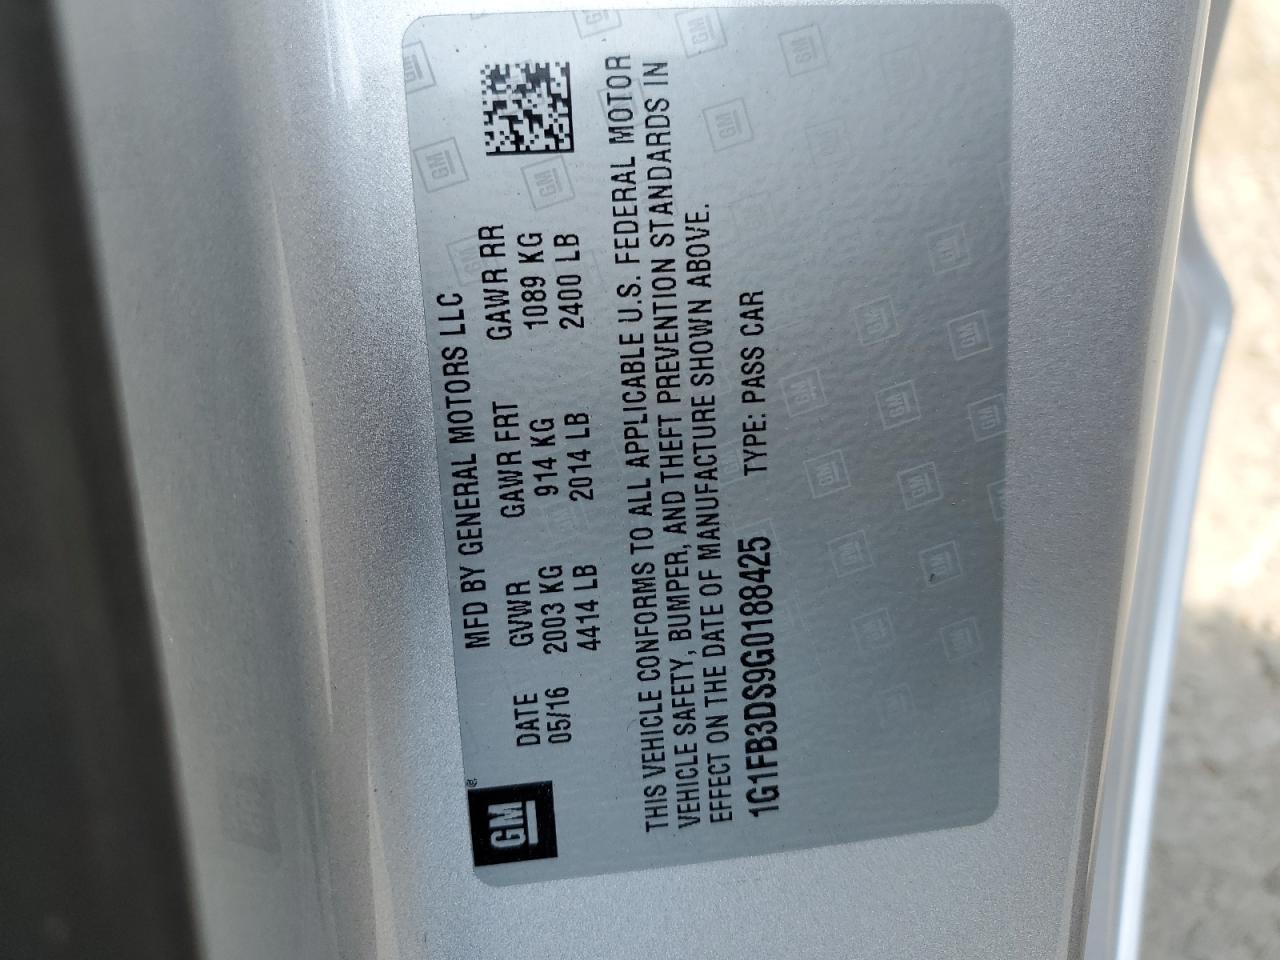 GM
MFD BY GENERAL MOTORS LLC
DATE GVWR GAWR FRT GAWR RR
05/16 2003 KG 914 KG 1089 KG
4414 LB 2014 LB 2400 LB
THIS VEHICLE CONFORMS TO ALL APPLICABLE U.S. FEDERAL MOTOR
VEHICLE SAFETY, BUMPER, AND THEFT PREVENTION STANDARDS IN
EFFECT ON THE DATE OF MANUFACTURE SHOWN ABOVE.
1G1FB3DS9G0188425 TYPE: PASS CAR